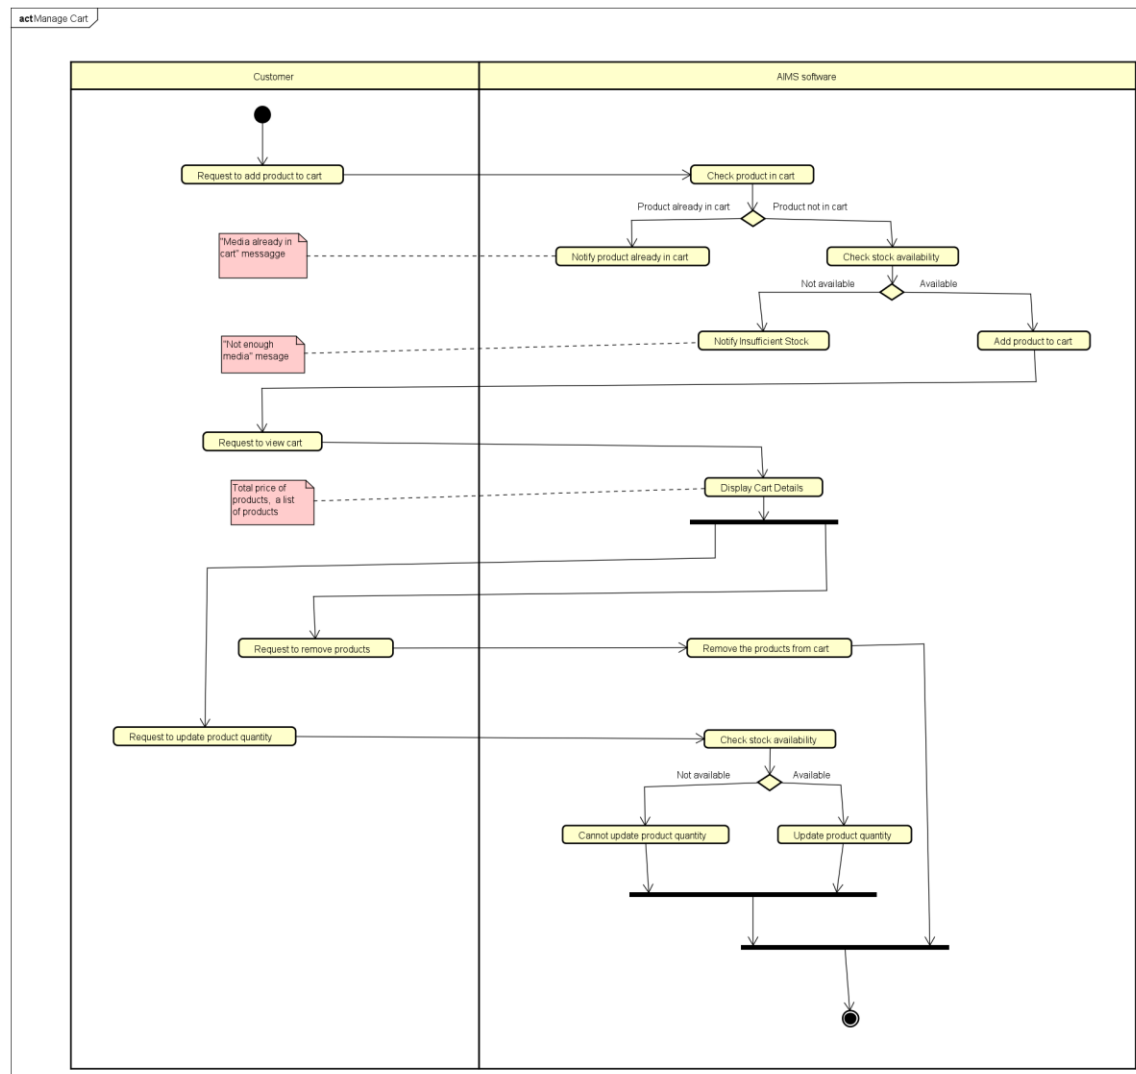 act Manage Cart
Customer
AIMS software
Request to add product to cart
Check product in cart
Product already in cart
Product not in cart
"Media already in
cart" messagge
Notify product already in cart
Check stock availability
Not available
Available
"Not enough
media" mesage
Notify Insufficient Stock
Add product to cart
Request to view cart
Total price of
products, a list
of products
Display Cart Details
Request to remove products
Remove the products from cart
Request to update product quantity
Check stock availability
Not available
Available
Cannot update product quantity
Update product quantity